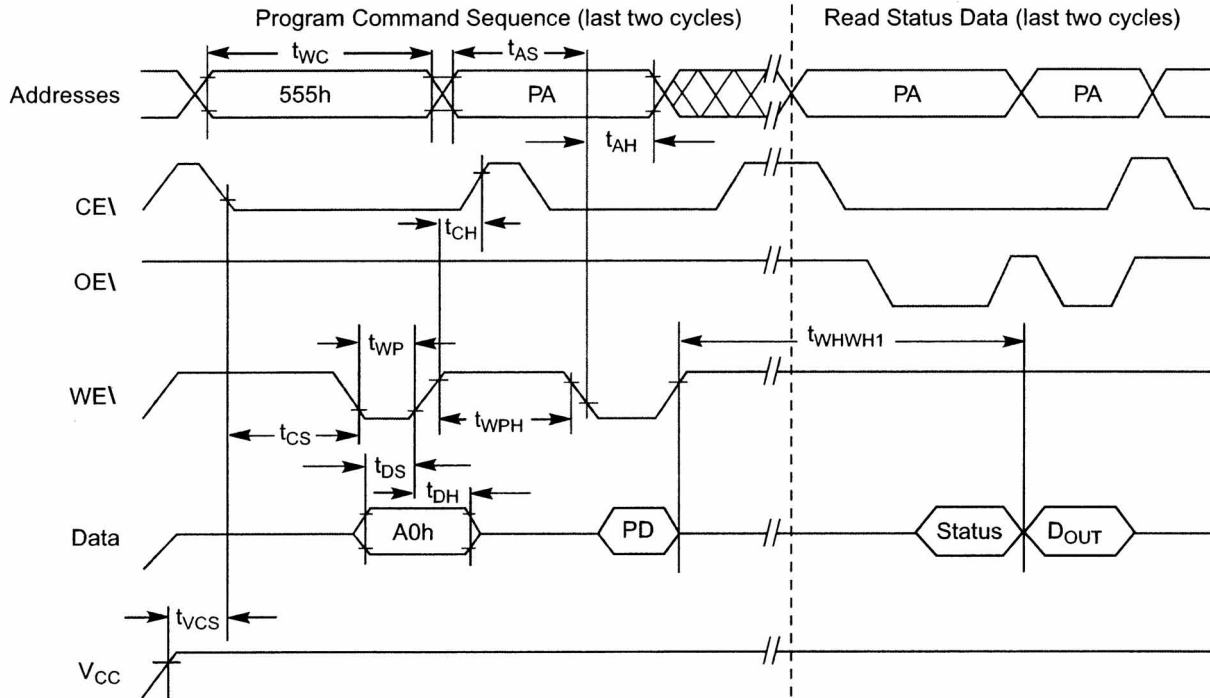 Program Command Sequence (last two cycles)
Read Status Data (last two cycles)
tWC
tAS
Addresses
555h
PA
PA
PA
tAH
CE\
tCH
OE\
tWP
tWHWH1
WE\
tCS
tWPH
tDS
tDH
Data
A0h
PD
Status
DOUT
tVCS
VCC